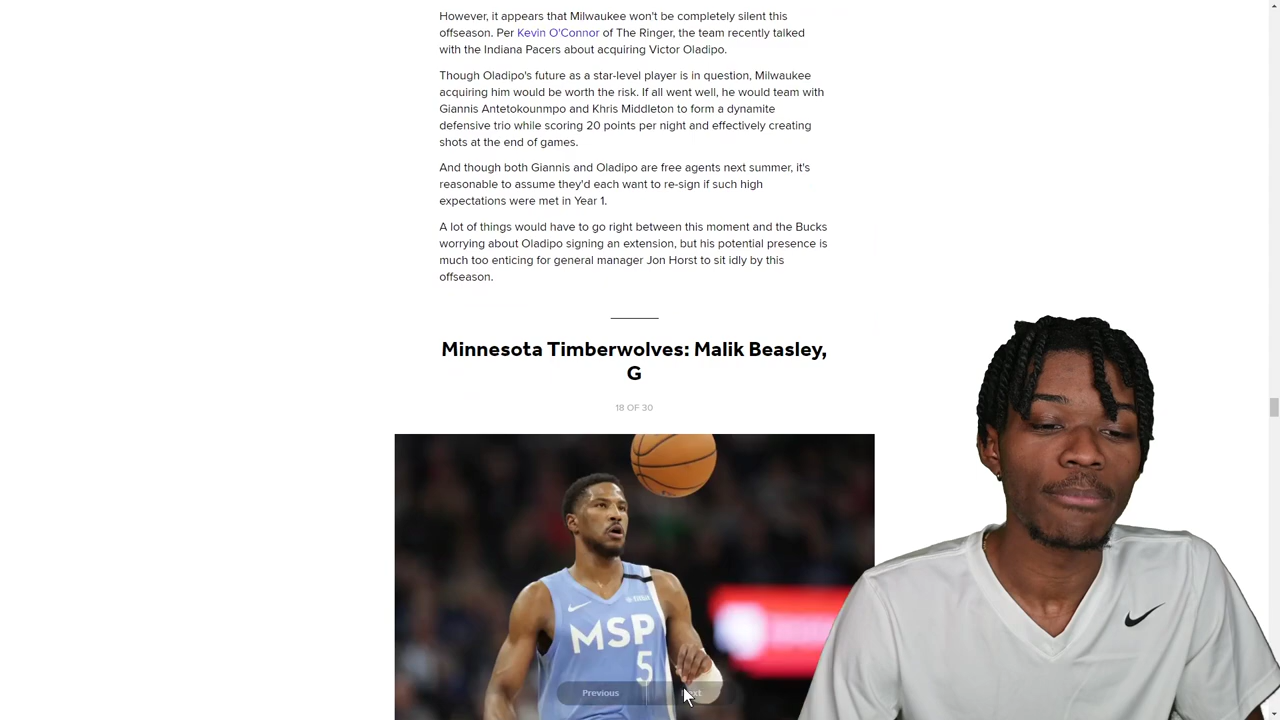 However, it appears that Milwaukee won't be completely silent this
offseason. Per Kevin O'Connor of The Ringer, the team recently talked
with the Indiana Pacers about acquiring Victor Oladipo.
Though Oladipo's future as a star-level player is in question, Milwaukee
acquiring him would be worth the risk. If all went well, he would team with
Giannis Antetokounmpo and Khris Middleton to form a dynamite
defensive trio while scoring 20 points per night and effectively creating
shots at the end of games.
And though both Giannis and Oladipo are free agents next summer, it's
reasonable to assume they'd each want to re-sign if such high
expectations were met in Year 1.
A lot of things would have to go right between this moment and the Bucks
worrying about Oladipo signing an extension, but his potential presence is
much too enticing for general manager Jon Horst to sit idly by this
offseason.
Minnesota Timberwolves: Malik Beasley,
G
18 OF 30
MSP
5
Previous